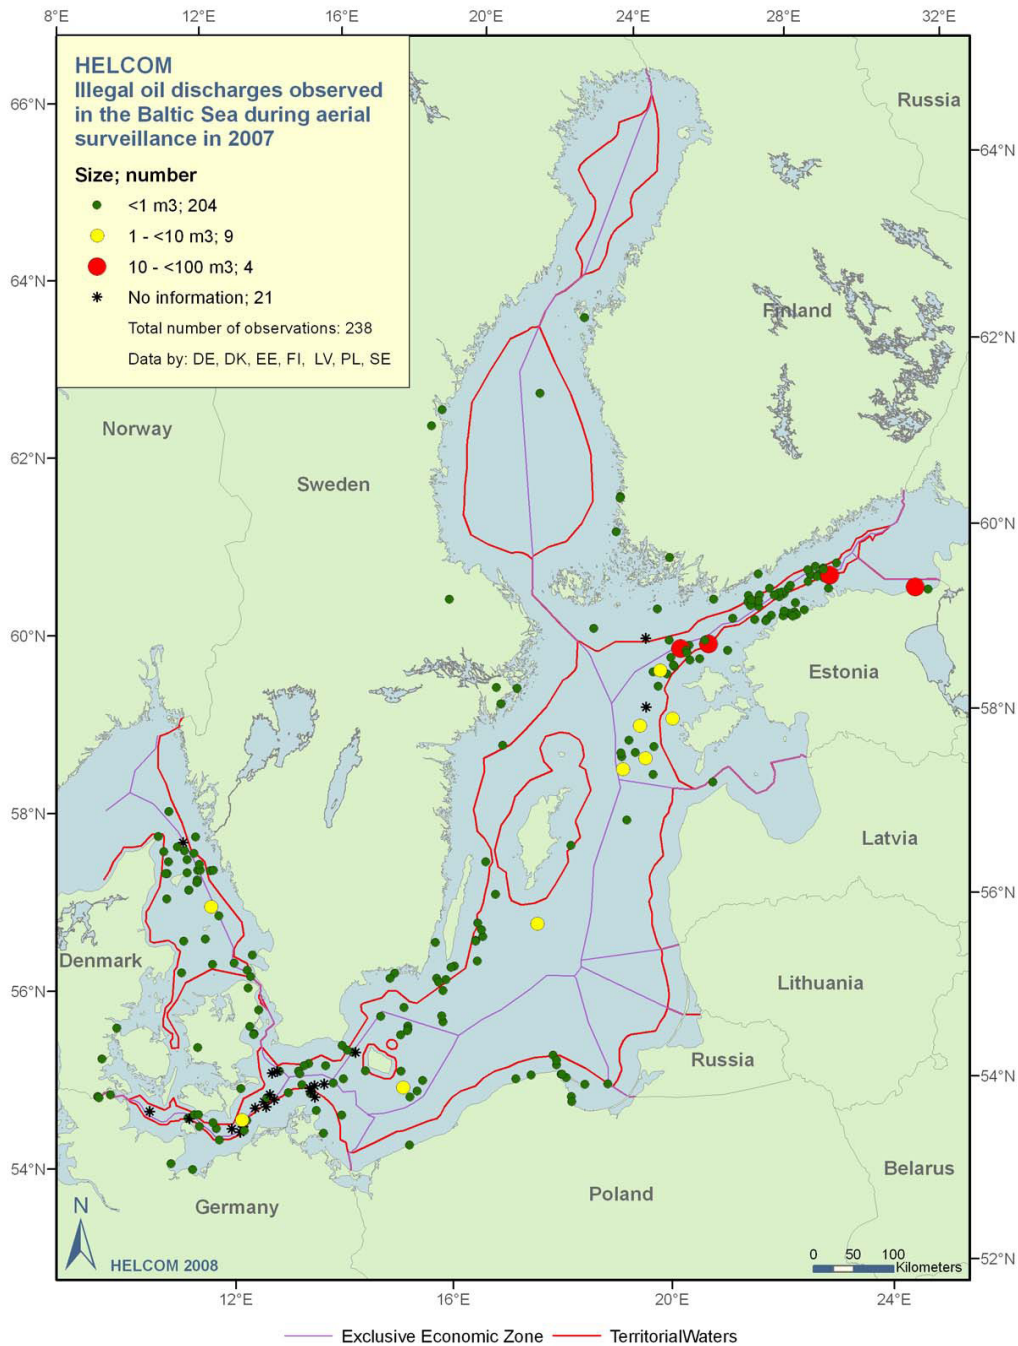 8°E 12°E 16°E 20°E 24°E 28°E 32°E
HELCOM
Illegal oil discharges observed
in the Baltic Sea during aerial
surveillance in 2007
Size; number
<1 m3; 204
1 - <10 m3; 9
10 - <100 m3; 4
No information; 21
Total number of observations: 238
Data by: DE, DK, EE, FI, LV, PL, SE
66°N
Russia
64°N
64°N
Finland
62°N
Norway
62°N
Sweden
60°N
60°N
Estonia
58°N
58°N
Latvia
56°N
Denmark
Lithuania
56°N
Russia
54°N
54°N
Belarus
Poland
Germany
N
HELCOM 2008
0 50 100
Kilometers
52°N
12°E 16°E 20°E 24°E
Exclusive Economic Zone TerritorialWaters